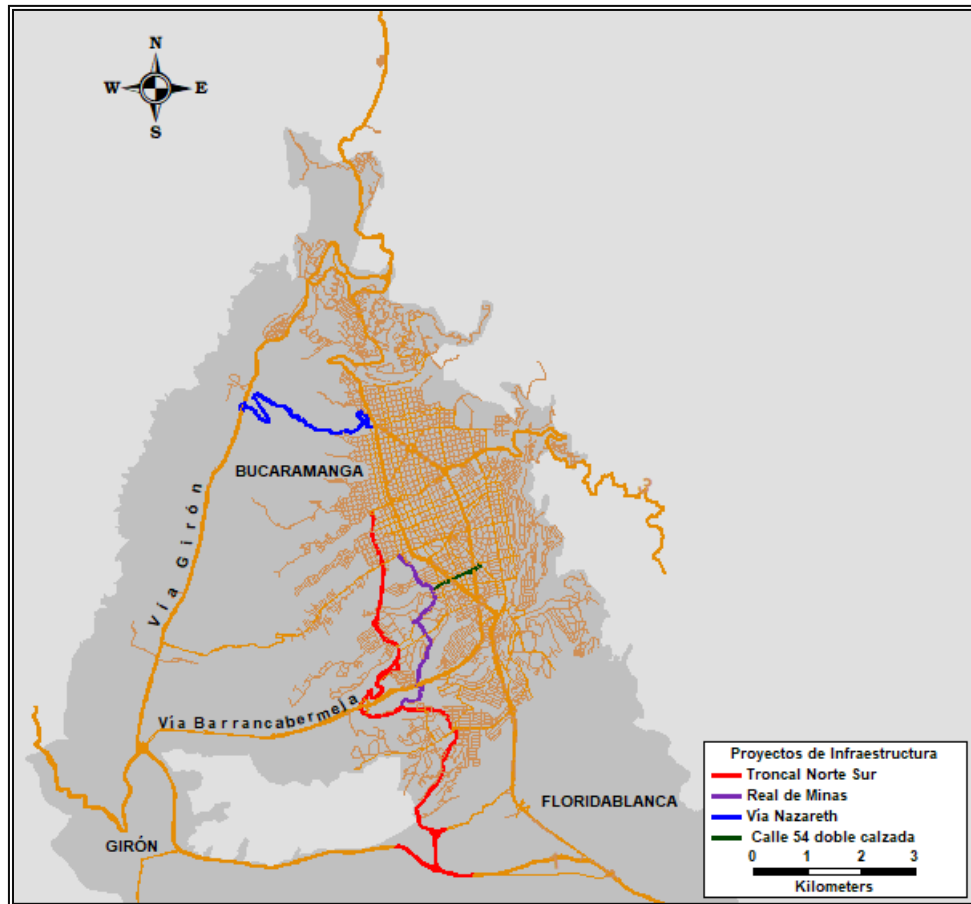 N
W E
S
BUCARAMANGA
Vía Girón
Vía Barrancabermeja
FLORIDABLANCA
GIRÓN
Proyectos de Infraestructura
Troncal Norte Sur
Real de Minas
Vía Nazareth
Calle 54 doble calzada
0 1 2 3
Kilometers